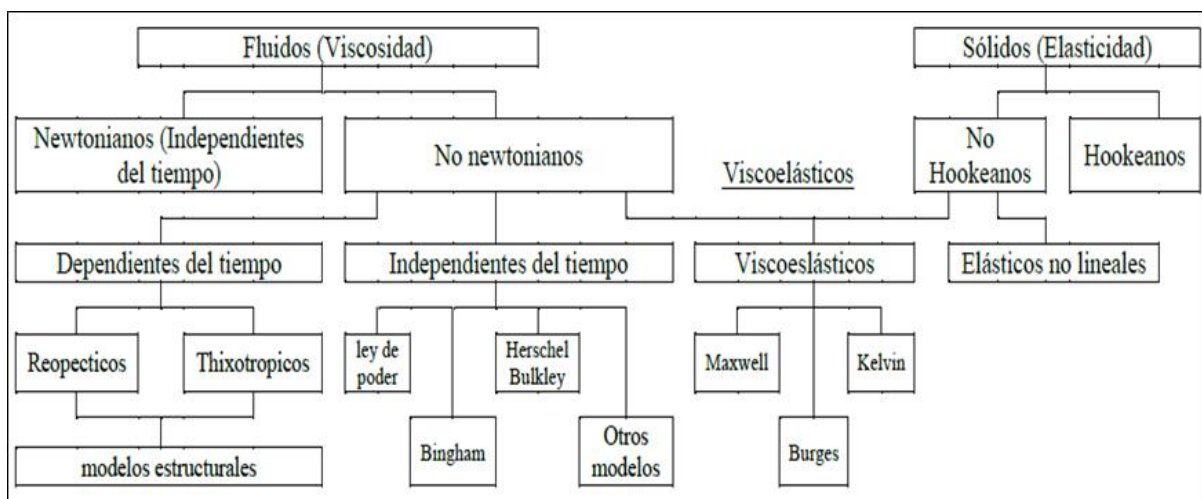 Fluidos (Viscosidad)
Sólidos (Elasticidad)
Newtonianos (Independientes
del tiempo)
No newtonianos
Viscoelásticos
No
Hookeanos
Hookeanos
Dependientes del tiempo
Independientes del tiempo
Viscoeslásticos
Elásticos no lineales
Reopecticos
Thixotropicos
ley de
poder
Herschel
Bulkley
Maxwell
Kelvin
modelos estructurales
Bingham
Otros
modelos
Burges